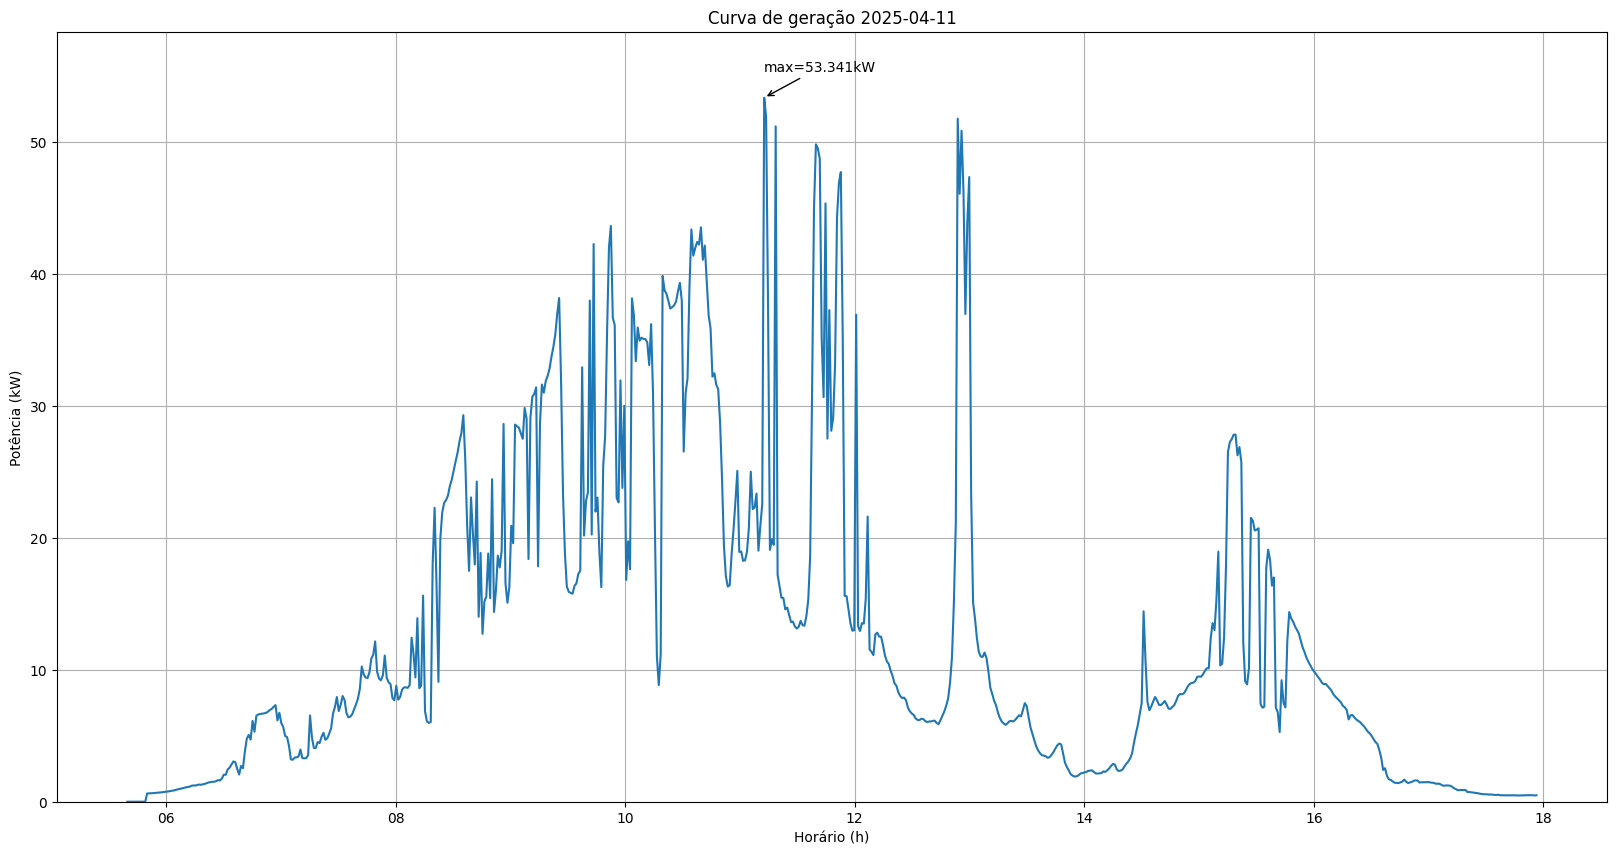 Curva de geração 2025-04-11
max=53.341kW
Potência (kW)
50
40
30
20
10
0
06 08 10 12 14 16 18
Horário (h)